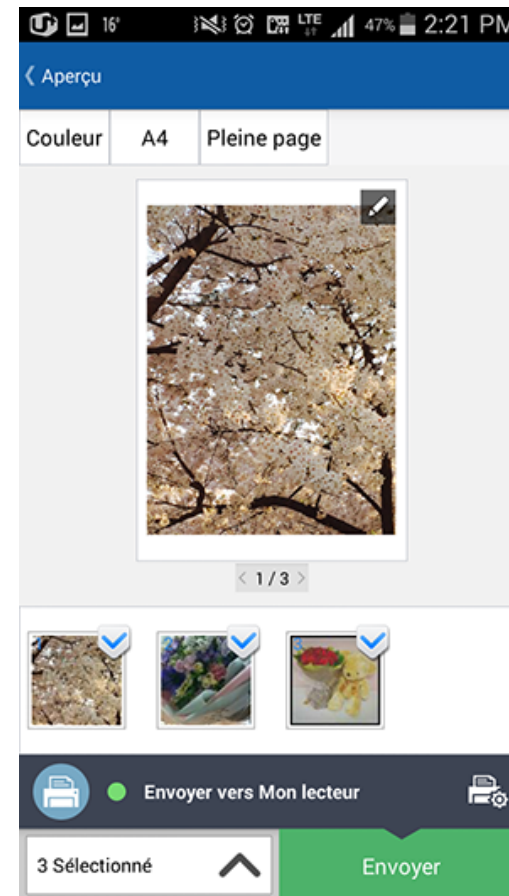 16° LTE 47% 2:21 PM
Aperçu
Couleur A4 Pleine page
1 / 3
Envoyer vers Mon lecteur
3 Sélectionné
Envoyer